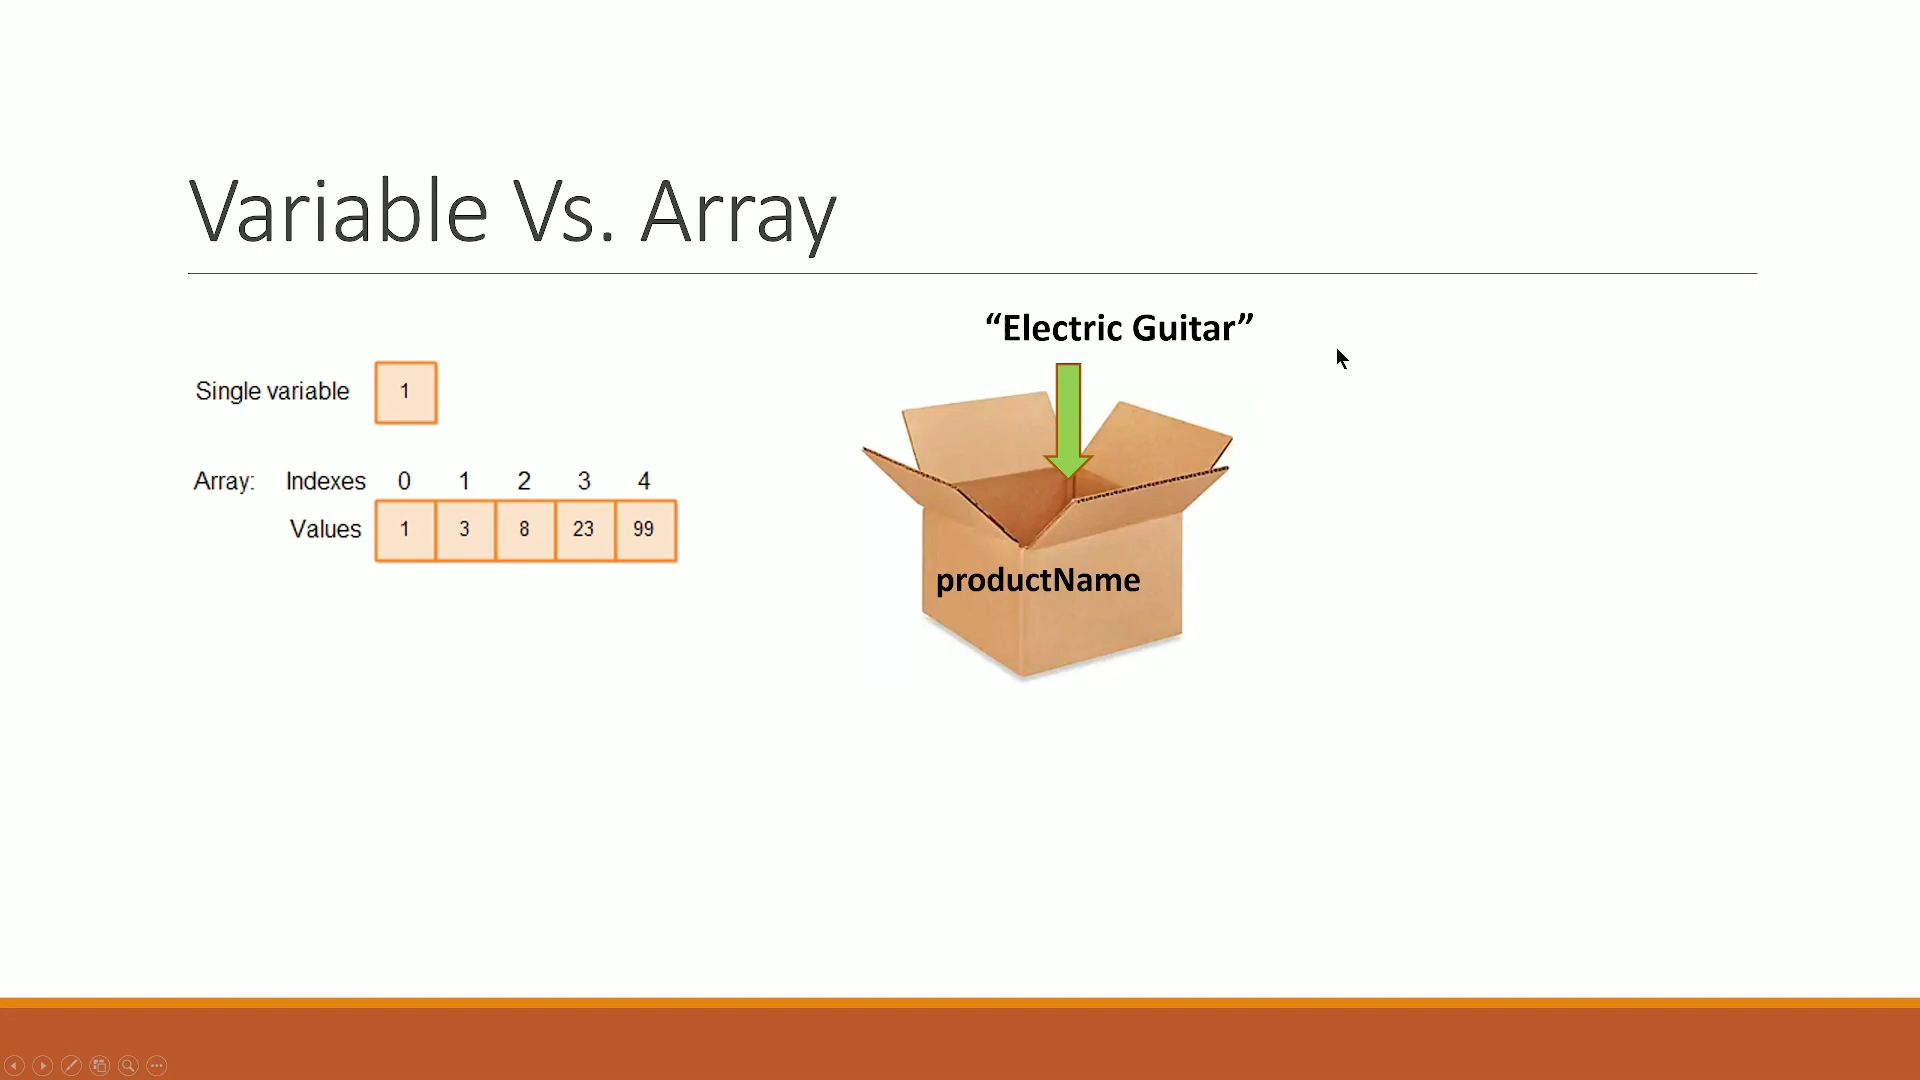 Variable Vs. Array
Single variable 1
Array: Indexes 0 1 2 3 4
Values 1 3 8 23 99
“Electric Guitar”
productName